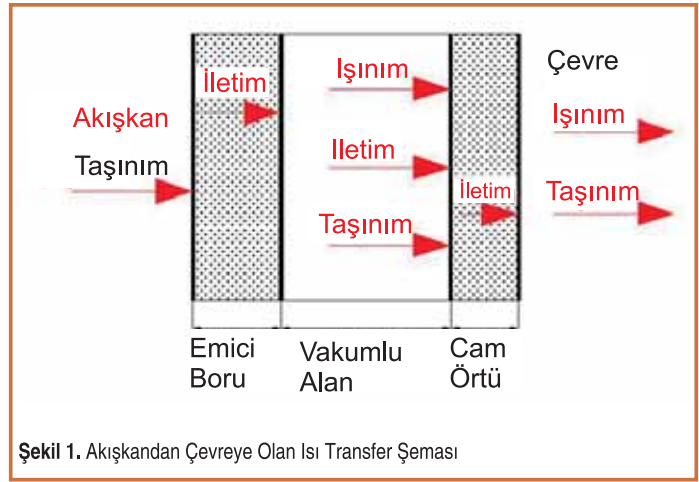 İletim
Işınım
Çevre
Akışkan
Işınım
Taşınım
Iletim
İletim
Taşınım
Taşınım
Emici
Boru
Vakumlu
Alan
Cam
Örtü
Şekil 1. Akışkandan Çevreye Olan Isı Transfer Şeması